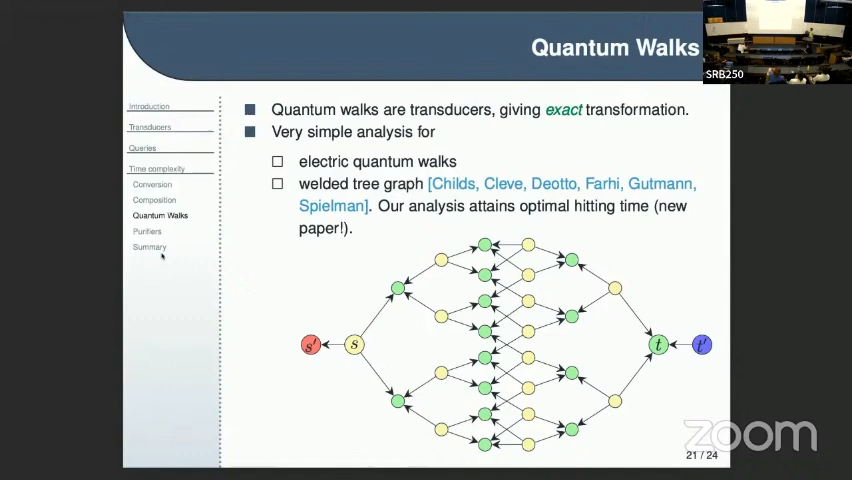 Quantum Walks
SRB250
Introduction
Transducers
Queries
Time complexity
Conversion
Composition
Quantum Walks
Purifiers
Summary
Quantum walks are transducers, giving exact transformation.
Very simple analysis for
electric quantum walks
welded tree graph [Childs, Cleve, Deotto, Farhi, Gutmann,
Spielman]. Our analysis attains optimal hitting time (new
paper!).
s′ s t t′
zoom
21 / 24